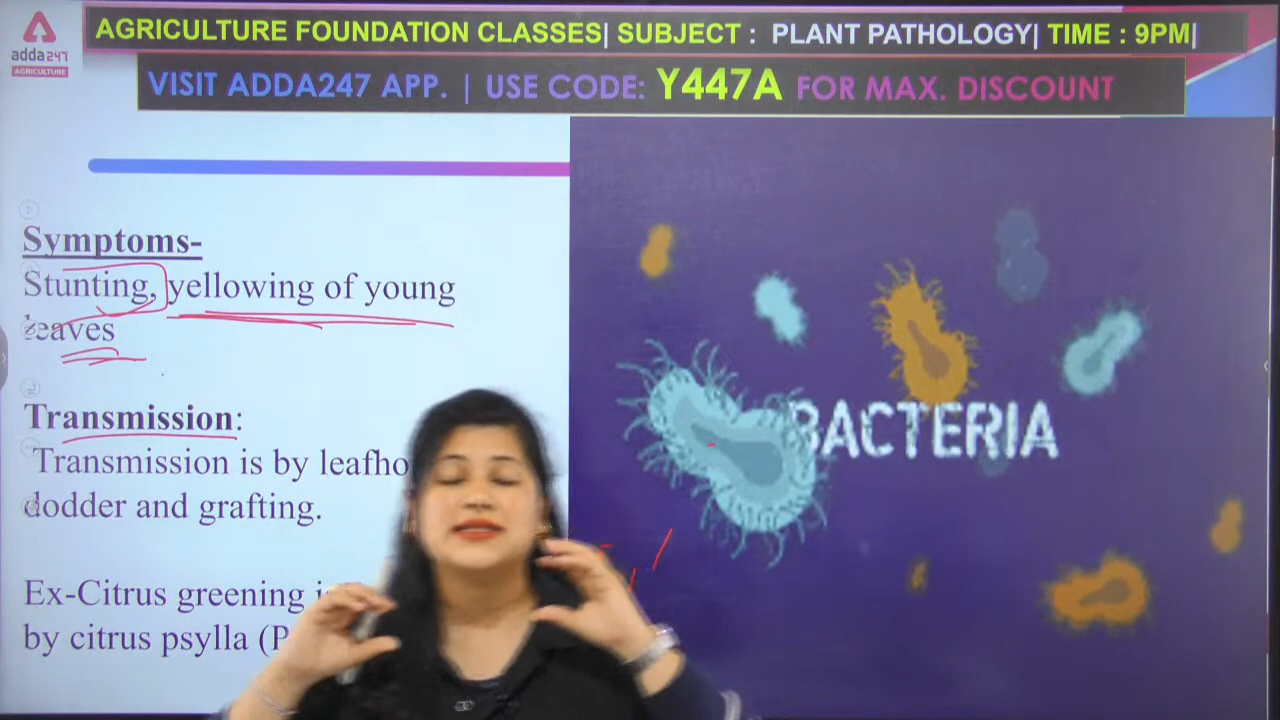 AGRICULTURE FOUNDATION CLASSES| SUBJECT : PLANT PATHOLOGY| TIME : 9PM|
adda247
AGRICULTURE
VISIT ADDA247 APP. | USE CODE: Y447A FOR MAX. DISCOUNT
Symptoms-
Stunting, yellowing of young
leaves
Transmission:
Transmission is by
dodder and grafting.
Ex-Citrus greening
by citrus psylla
BACTERIA